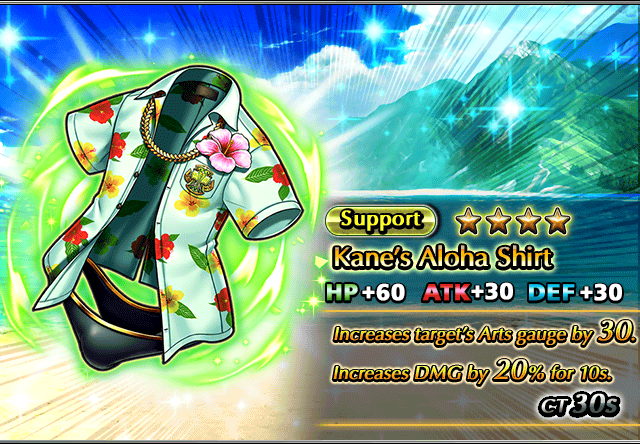 Support
Kane's Aloha Shirt
HP+60 ATK+30 DEF+30
Increases target's Arts gauge by 30.
Increases DMG by 20% for 10s.
CT 30s